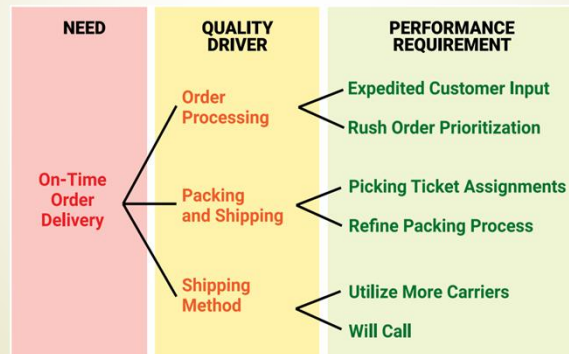 NEED
QUALITY
DRIVER
PERFORMANCE
REQUIREMENT
On-Time
Order
Delivery
Order
Processing
Expedited Customer Input
Rush Order Prioritization
Packing
and Shipping
Picking Ticket Assignments
Refine Packing Process
Shipping
Method
Utilize More Carriers
Will Call